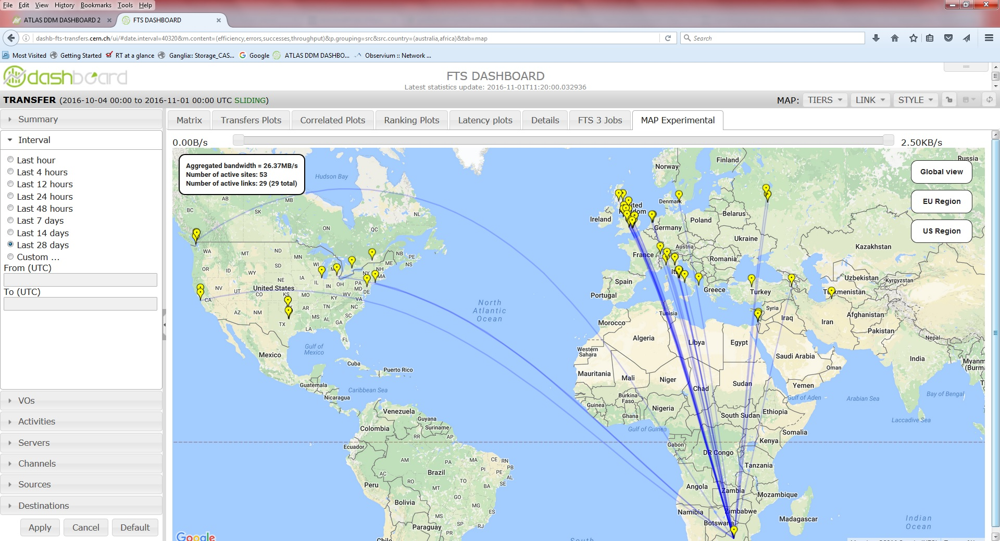 File Edit View History Bookmarks Tools Help
ATLAS DDM DASHBOARD 2 × FTS DASHBOARD ×
dashb-fts-transfers.cern.ch/ui/#date.interval=40320&m.content=(efficiency,errors,successes,throughput)&p.grouping=src&src.country=(australia,africa)&tab=map Search
Most Visited Getting Started RT at a glance Ganglia:: Storage_CAS... Google ATLAS DDM DASHBO... Observium :: Network ...
dashboard
FTS DASHBOARD
Latest statistics update: 2016-11-01T11:20:00.032936
TRANSFER (2016-10-04 00:00 to 2016-11-01 00:00 UTC SLIDING) MAP: TIERS LINK STYLE
Summary
Interval
Last hour
Last 4 hours
Last 12 hours
Last 24 hours
Last 48 hours
Last 7 days
Last 14 days
Last 28 days
Custom ...
From (UTC)
To (UTC)
VOs
Activities
Servers
Channels
Sources
Destinations
Apply Cancel Default
Matrix Transfers Plots Correlated Plots Ranking Plots Latency plots Details FTS 3 Jobs MAP Experimental
0.00B/s 2.50KB/s
Aggregated bandwidth = 26.37MB/s
Number of active sites: 53
Number of active links: 29 (29 total)
Global view
EU Region
US Region
Hudson Bay
AB
BC
SK
MB
ON
QC
NL
NB
PE
NS
WA
MT
ND
MN
WI
OR
ID
WY
SD
IA
NE
IL
IN
OH
PA
NY
NH
ME
MA
MD
DE
NV
UT
CO
United States
KS
MO
KY
WV
VA
CA
AZ
NM
AR
TN
NC
SC
MS
AL
GA
TX
LA
FL
Gulf of
Mexico
Mexico
Cuba
Puerto Rico
Guatemala
Caribbean Sea
Nicaragua
Venezuela
Guyana
Suriname
Colombia
RR
AP
Ecuador
AM
PA
MA
CE
RN
PB
PI
PE
AL
SE
AC
RO
TO
BA
Brazil
Peru
MT
GO
Bolivia
MG
ES
MS
SP
RJ
Paraguay
PR
Chile
North
Atlantic
Ocean
South
Finland
Russia
Norway
Denmark
United
Kingdom
Ireland
Belarus
Poland
Germany
Ukraine
Austria
France
Romania
Kazakhstan
Spain
Portugal
Greece
Turkey
Uzbekistan
Kyrgyzstan
Turkmenistan
Tunisia
Syria
Iraq
Iran
Afghanistan
Morocco
Pakistan
Nepal
Algeria
Libya
Egypt
Western
Sahara
Saudi Arabia
India
Oman
Myanm
(Burm
Mauritania
Mali
Niger
Chad
Sudan
Yemen
Burkina
Faso
Gulf of Aden
Arabian Sea
Bay of Bengal
Guinea
Ghana
Nigeria
South Sudan
Ethiopia
Laccadive Sea
Gulf of Guinea
Somalia
Gabon
Kenya
DR Congo
Tanzania
Angola
Zambia
Mozambique
Namibia
Zimbabwe
Botswana
Madagascar
Indian
Ocean
Google